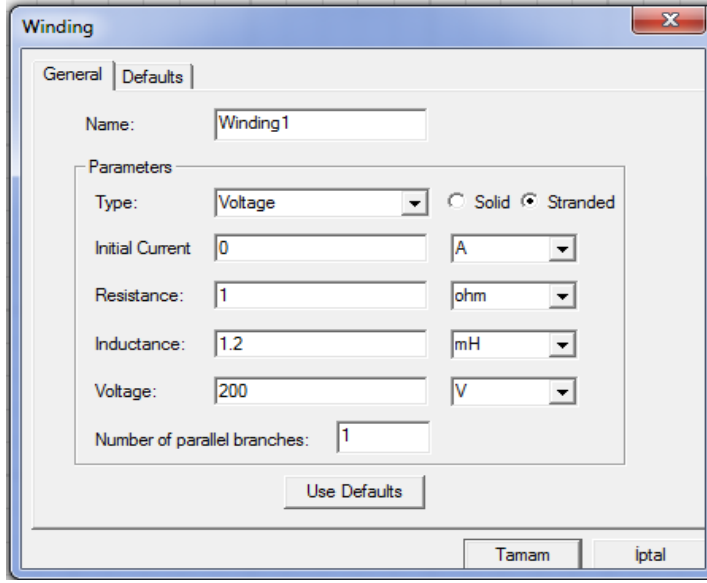 Winding
General Defaults
Name: Winding1
Parameters
Type: Voltage Solid Stranded
Initial Current 0 A
Resistance: 1 ohm
Inductance: 1.2 mH
Voltage: 200 V
Number of parallel branches: 1
Use Defaults
Tamam İptal